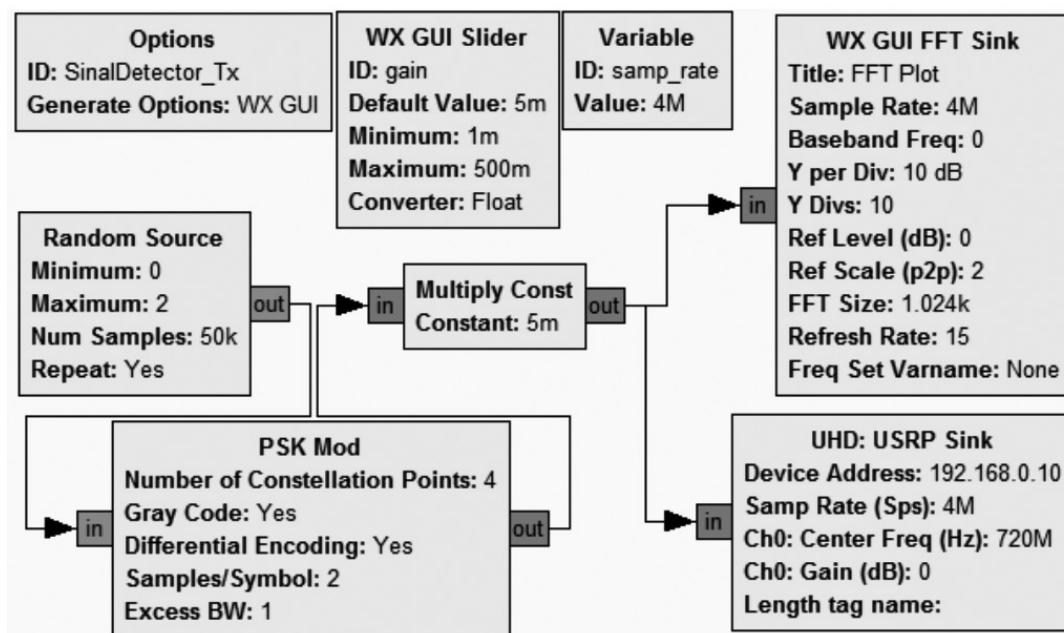 Options
ID: SinalDetector_Tx
Generate Options: WX GUI
WX GUI Slider
ID: gain
Default Value: 5m
Minimum: 1m
Maximum: 500m
Converter: Float
Variable
ID: samp_rate
Value: 4M
WX GUI FFT Sink
Title: FFT Plot
Sample Rate: 4M
Baseband Freq: 0
Y per Div: 10 dB
Y Divs: 10
Ref Level (dB): 0
Ref Scale (p2p): 2
FFT Size: 1.024k
Refresh Rate: 15
Freq Set Varname: None
in
Random Source
Minimum: 0
Maximum: 2
Num Samples: 50k
Repeat: Yes
out
in
Multiply Const
Constant: 5m
out
PSK Mod
Number of Constellation Points: 4
Gray Code: Yes
Differential Encoding: Yes
Samples/Symbol: 2
Excess BW: 1
in
out
UHD: USRP Sink
Device Address: 192.168.0.10
Samp Rate (Sps): 4M
Ch0: Center Freq (Hz): 720M
Ch0: Gain (dB): 0
Length tag name:
in